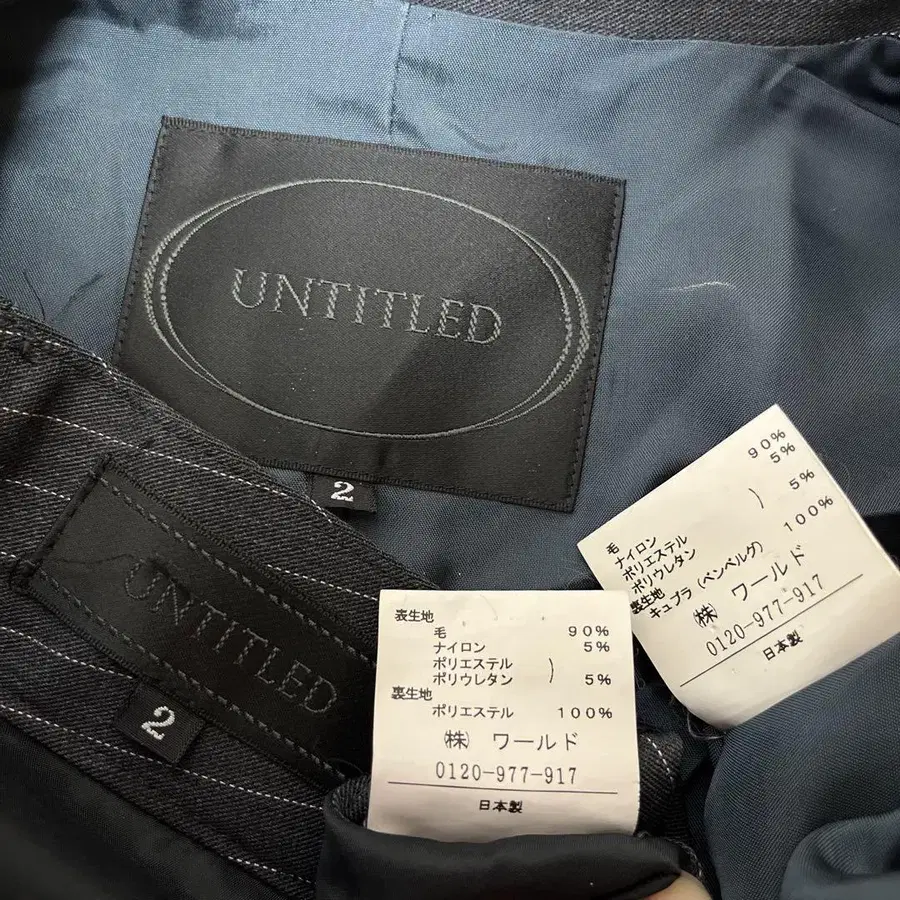 UNTITLED
2
UNTITLED
2
表生地
毛 90%
ナイロン 5%
ポリエステル )
ポリウレタン 5%
裏生地
ポリエステル 100%
㈱ ワールド
0120-977-917
日本製
毛 90%
ナイロン 5%
ポリエステル )
ポリウレタン 5%
裏生地
キュプラ(ベンベルグ) 100%
㈱ ワールド
0120-977-917
日本製